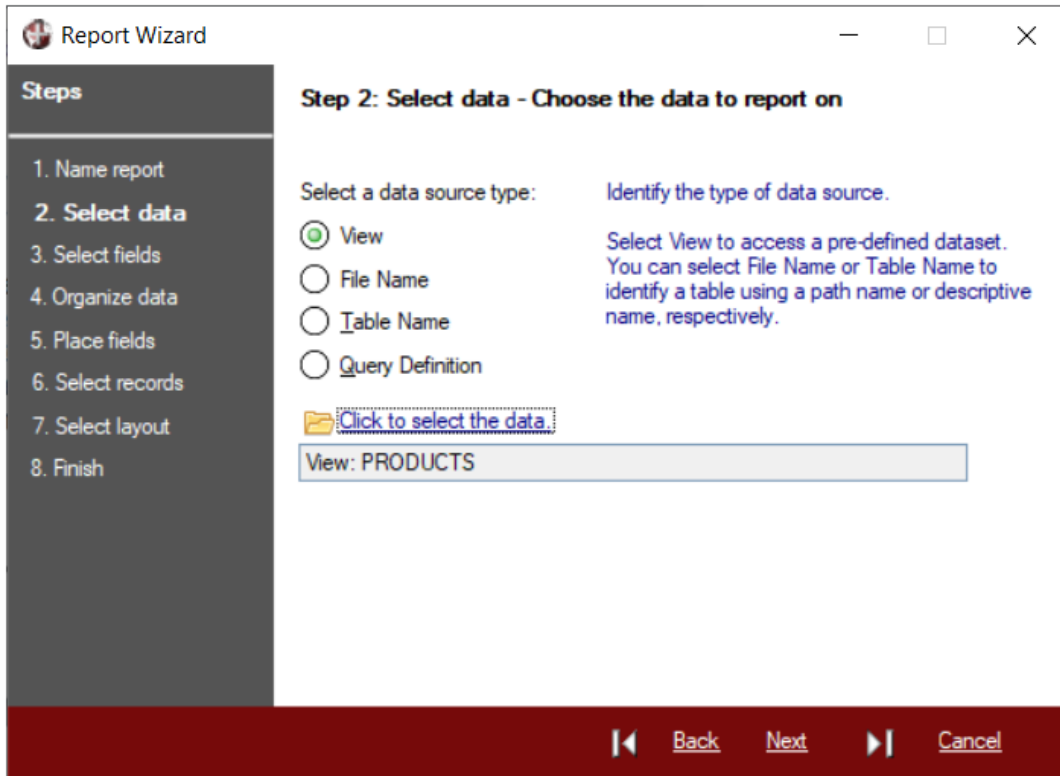 Report Wizard
Steps
1. Name report
2. Select data
3. Select fields
4. Organize data
5. Place fields
6. Select records
7. Select layout
8. Finish
Step 2: Select data - Choose the data to report on
Select a data source type:
View
File Name
Table Name
Query Definition
Identify the type of data source.
Select View to access a pre-defined dataset.
You can select File Name or Table Name to
identify a table using a path name or descriptive
name, respectively.
Click to select the data.
View: PRODUCTS
Back
Next
Cancel